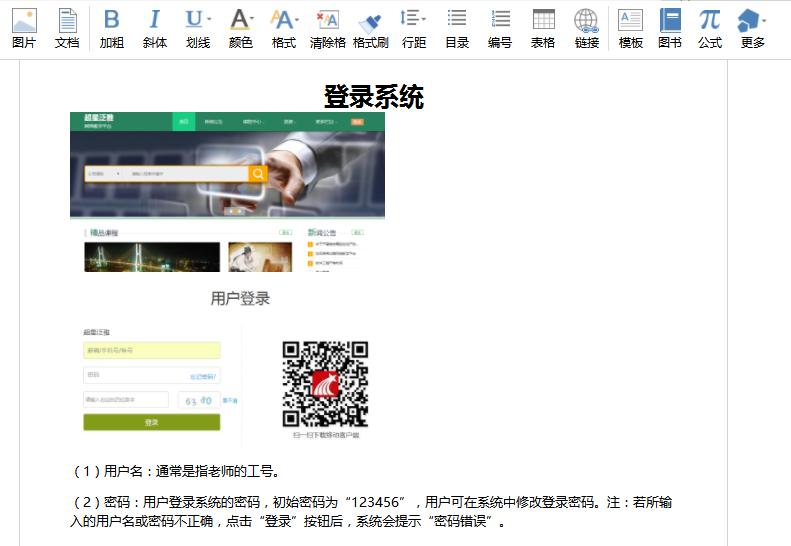 图片 文档 加粗 斜体 划线 颜色 格式 清除格 格式刷 行距 目录 编号 表格 链接 模板 图书 公式 更多
登录系统
超星泛雅
精品课程
新闻公告
用户登录
超星泛雅
邮箱/手机号/帐号
密码
忘记密码?
登录
扫一扫下载移动客户端
（1）用户名：通常是指老师的工号。
（2）密码：用户登录系统的密码，初始密码为“123456”，用户可在系统中修改登录密码。注：若所输
入的用户名或密码不正确，点击“登录”按钮后，系统会提示“密码错误”。